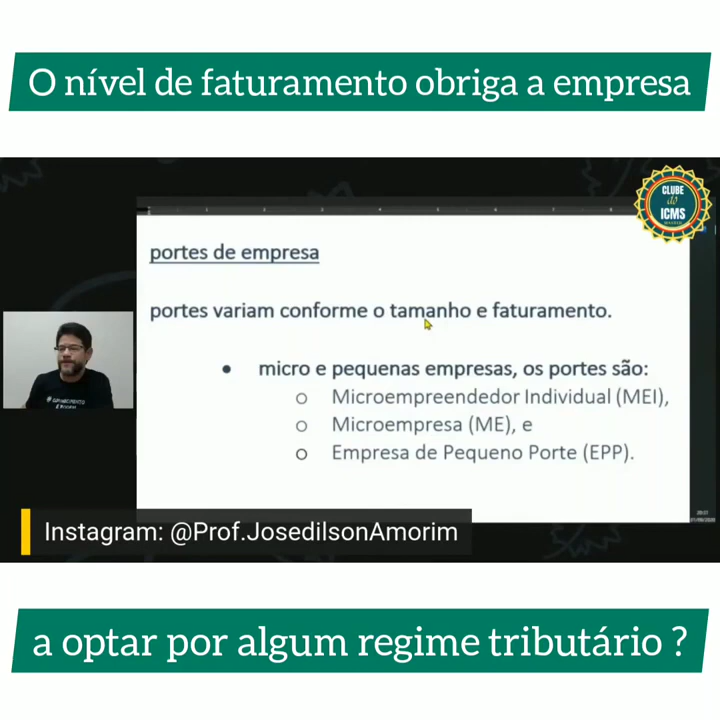 O nível de faturamento obriga a empresa
CLUBE
do
ICMS
portes de empresa
portes variam conforme o tamanho e faturamento.
• micro e pequenas empresas, os portes são:
○ Microempreendedor Individual (MEI),
○ Microempresa (ME), e
○ Empresa de Pequeno Porte (EPP).
Instagram: @Prof.JosedilsonAmorim
a optar por algum regime tributário ?